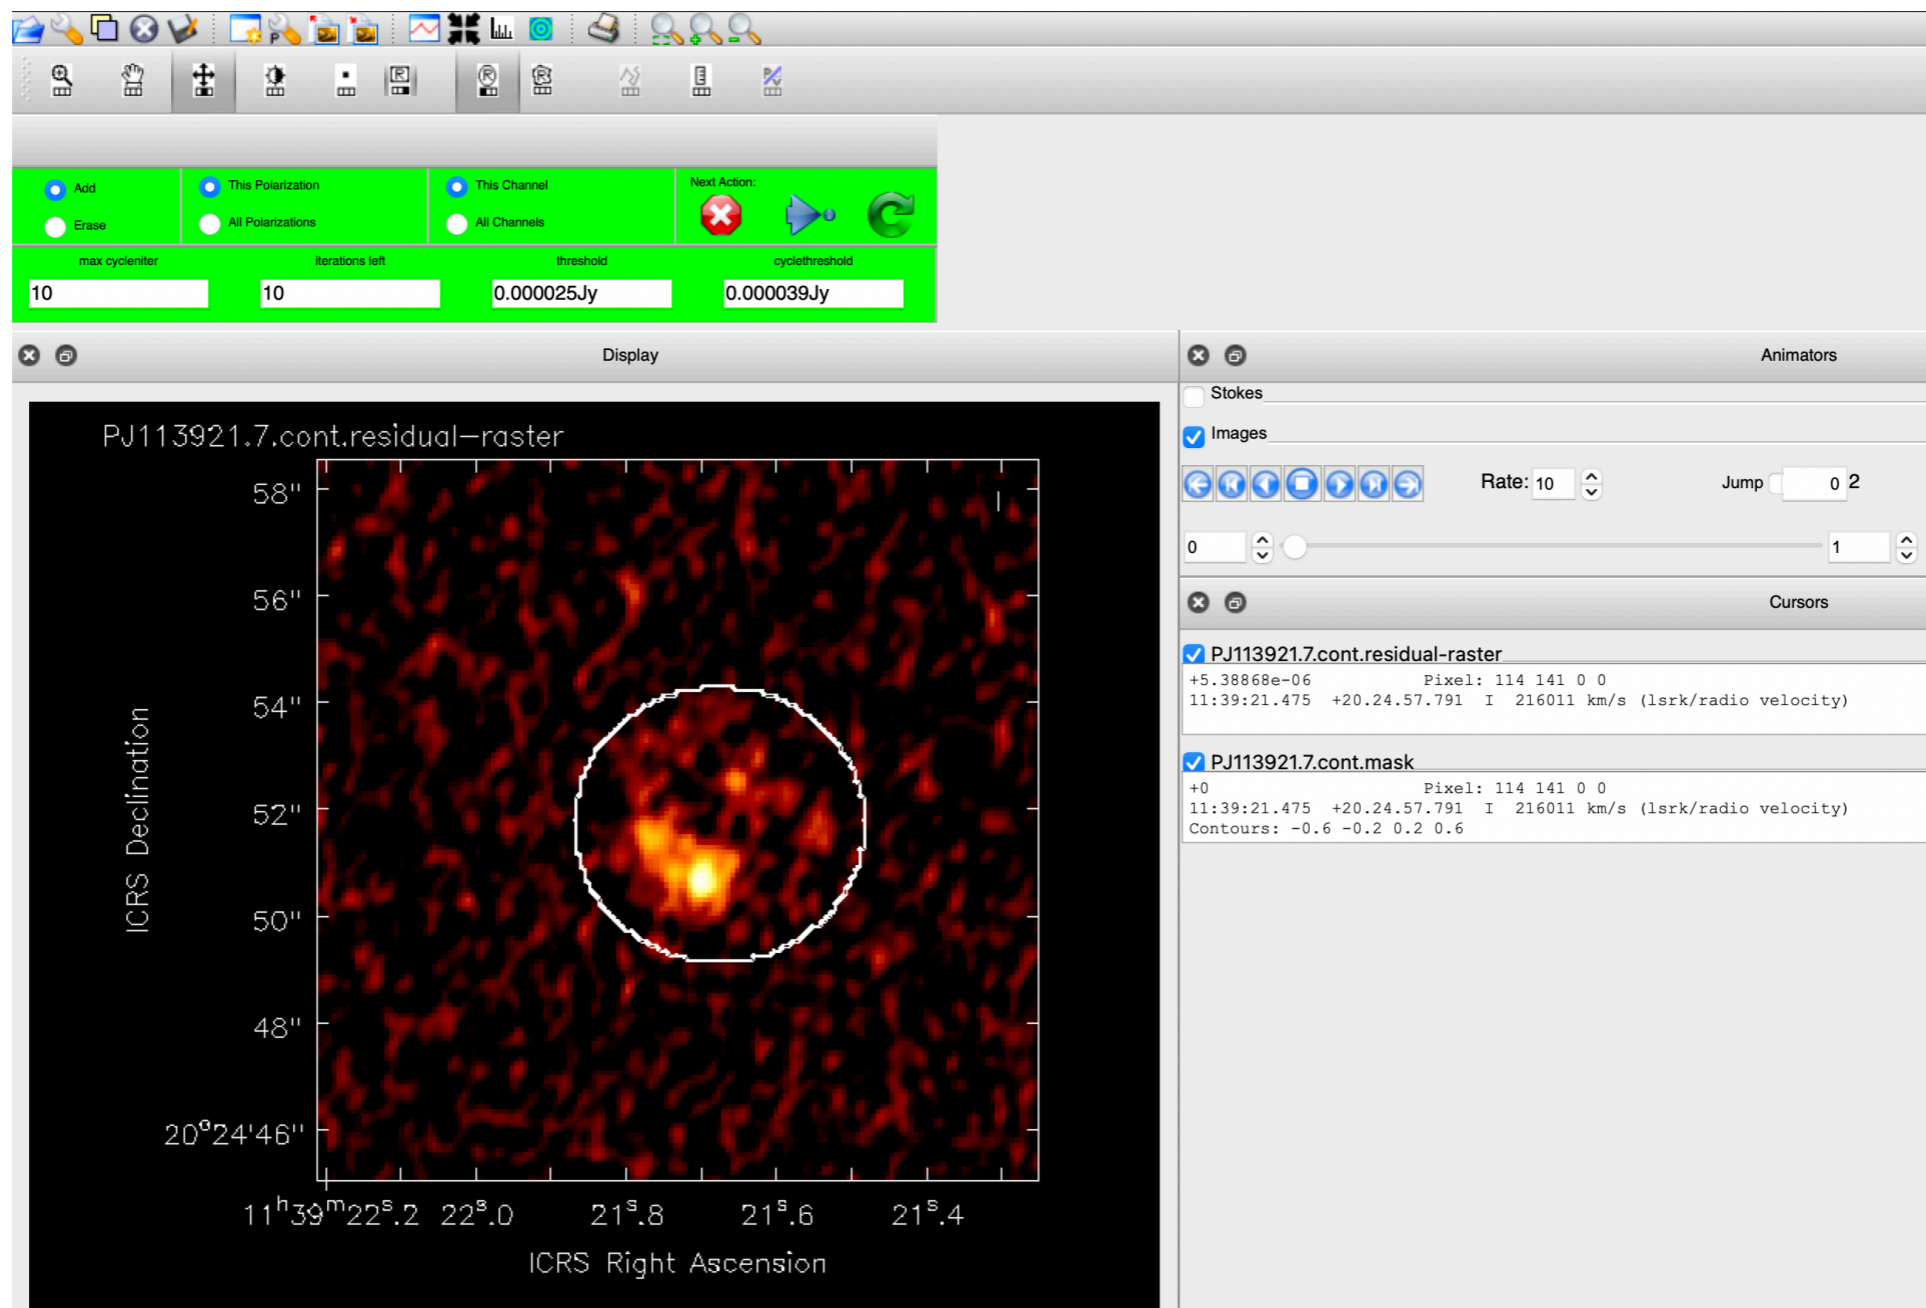 Add
Erase
This Polarization
All Polarizations
This Channel
All Channels
Next Action:
max cycleniter
iterations left
threshold
cyclethreshold
10
10
0.000025Jy
0.000039Jy
Display
PJ113921.7.cont.residual-raster
I
58"
56"
54"
52"
50"
48"
20°24'46"
ICRS Declination
11h39m22s.2 22s.0 21s.8 21s.6 21s.4
ICRS Right Ascension
Animators
Stokes
Images
Rate: 10
Jump 0 2
0
1
Cursors
PJ113921.7.cont.residual-raster
+5.38868e-06 Pixel: 114 141 0 0
11:39:21.475 +20.24.57.791 I 216011 km/s (lsrk/radio velocity)
PJ113921.7.cont.mask
+0 Pixel: 114 141 0 0
11:39:21.475 +20.24.57.791 I 216011 km/s (lsrk/radio velocity)
Contours: -0.6 -0.2 0.2 0.6